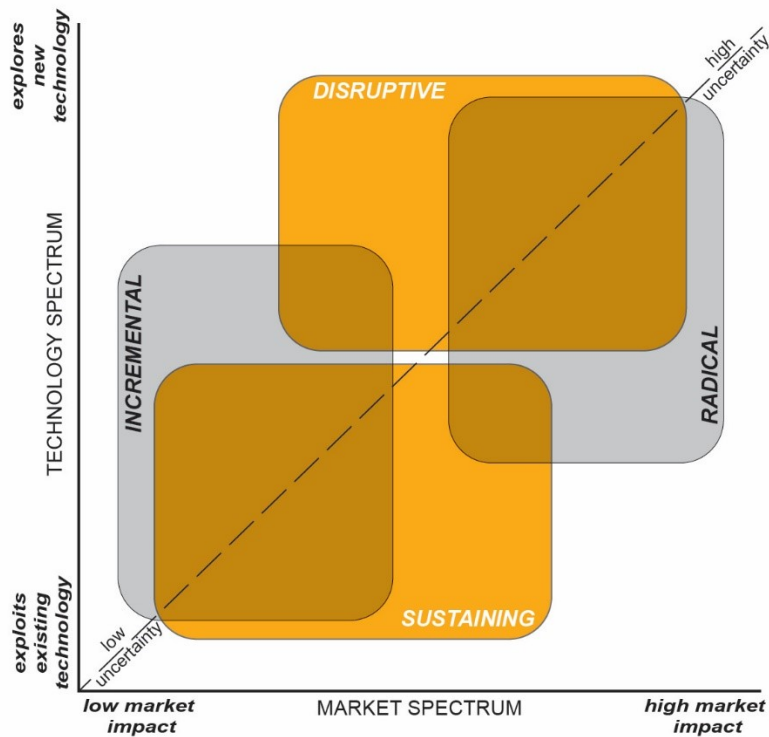 explores
new
technology
high
uncertainty
DISRUPTIVE
TECHNOLOGY SPECTRUM
INCREMENTAL
RADICAL
SUSTAINING
exploits
existing
technology
low
uncertainty
low market
impact
MARKET SPECTRUM
high market
impact